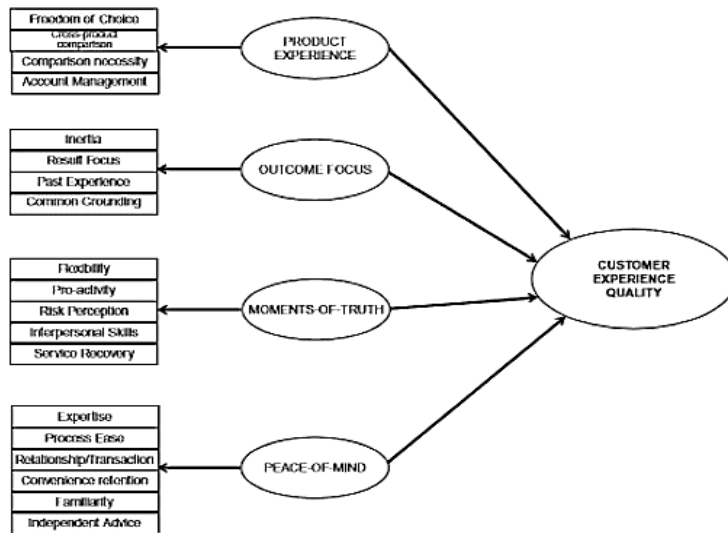 Freedom of Choice
Cross-product
comparison
Comparison necessity
Account Management
PRODUCT
EXPERIENCE
Inertia
Result Focus
Past Experience
Common Grounding
OUTCOME FOCUS
Flexibility
Pro-activity
Risk Perception
Interpersonal Skills
Service Recovery
MOMENTS-OF-TRUTH
Expertise
Process Ease
Relationship/Transaction
Convenience retention
Familiarity
Independent Advice
PEACE-OF-MIND
CUSTOMER
EXPERIENCE
QUALITY